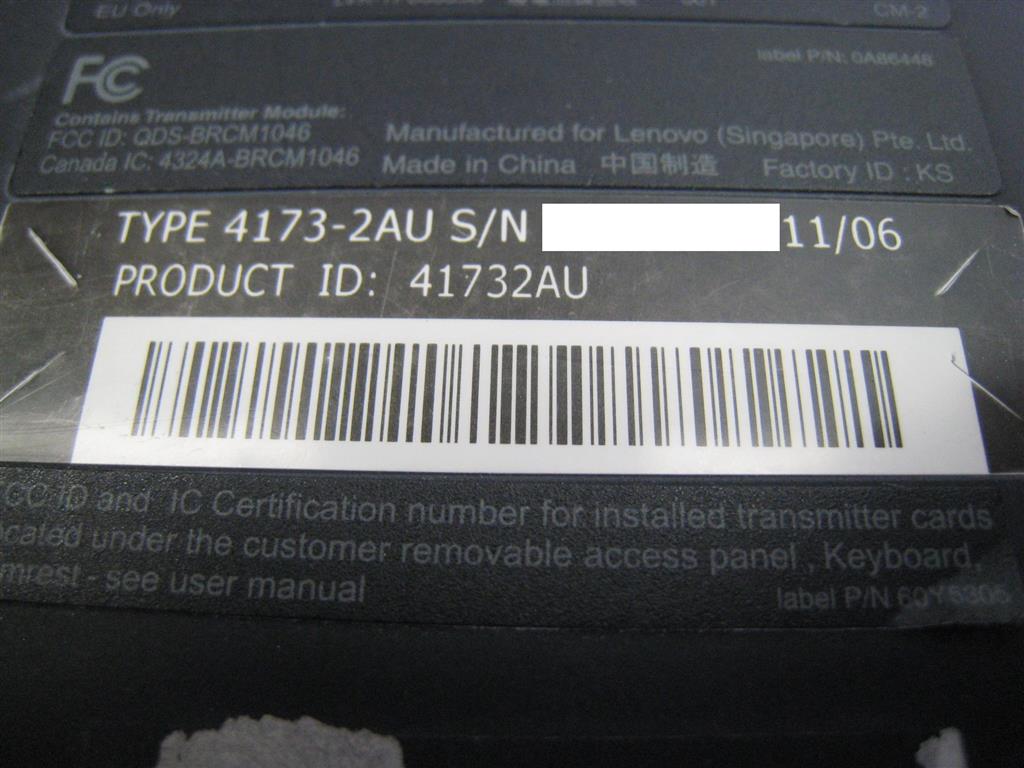 EU Only
CM-2
FC
label P/N: 0A86448
Contains Transmitter Module:
FCC ID: QDS-BRCM1046
Canada IC: 4324A-BRCM1046
Manufactured for Lenovo (Singapore) Pte. Ltd.
Made in China 中国制造 Factory ID : KS
TYPE 4173-2AU S/N 11/06
PRODUCT ID: 41732AU
CC ID and IC Certification number for installed transmitter cards
ocated under the customer removable access panel , Keyboard,
mrest - see user manual
label P/N 60Y5305